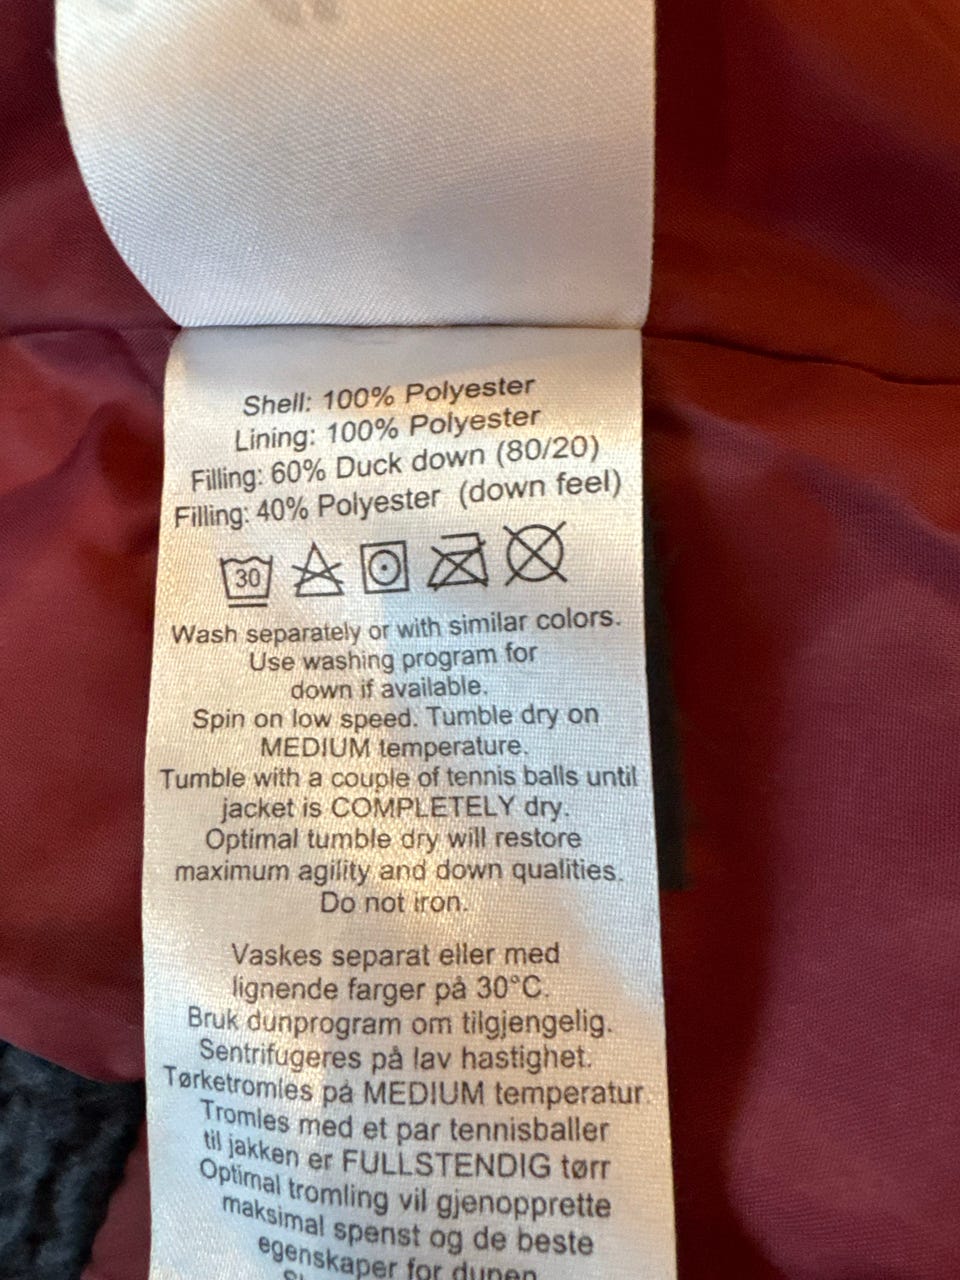 Shell: 100% Polyester
Lining: 100% Polyester
Filling: 60% Duck down (80/20)
Filling: 40% Polyester (down feel)
30
Wash separately or with similar colors.
Use washing program for
down if available.
Spin on low speed. Tumble dry on
MEDIUM temperature.
Tumble with a couple of tennis balls until
jacket is COMPLETELY dry.
Optimal tumble dry will restore
maximum agility and down qualities.
Do not iron.
Vaskes separat eller med
lignende farger på 30°C.
Bruk dunprogram om tilgjengelig.
Sentrifugeres på lav hastighet.
Tørketromles på MEDIUM temperatur.
Tromles med et par tennisballer
til jakken er FULLSTENDIG tørr
Optimal tromling vil gjenopprette
maksimal spenst og de beste
egenskaper for dunen